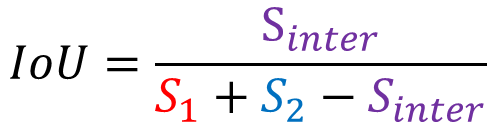 IoU = S_inter / (S_1 + S_2 − S_inter)